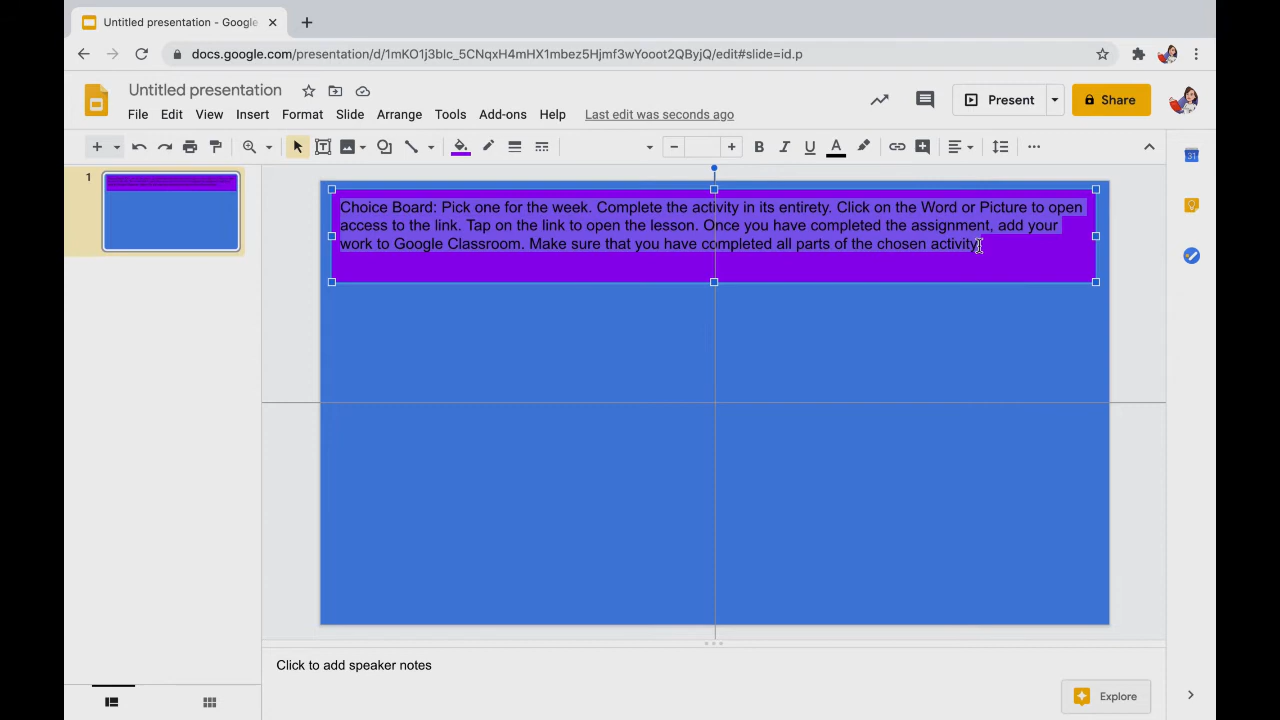 Untitled presentation - Google
docs.google.com/presentation/d/1mKO1j3blc_5CNqxH4mHX1mbez5Hjmf3wYooot2QByjQ/edit#slide=id.p
Untitled presentation
File Edit View Insert Format Slide Arrange Tools Add-ons Help Last edit was seconds ago
Present
Share
1
Choice Board: Pick one for the week. Complete the activity in its entirety. Click on the Word or Picture to open
access to the link. Tap on the link to open the lesson. Once you have completed the assignment, add your
work to Google Classroom. Make sure that you have completed all parts of the chosen activity.
Click to add speaker notes
Explore